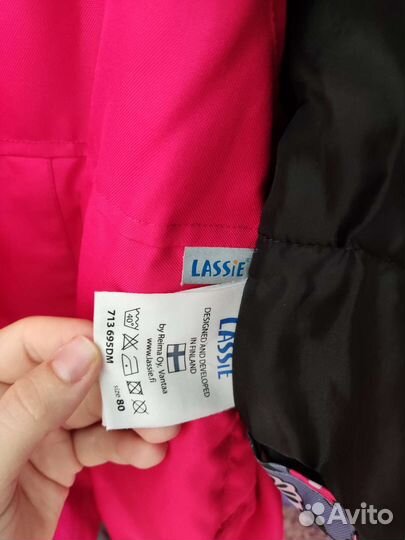 LASSiE
LASSIE
DESIGNED AND DEVELOPED
IN FINLAND
by Reima Oy, Vantaa
www.lassie.fi
40
713 695DM
size 80
Avito